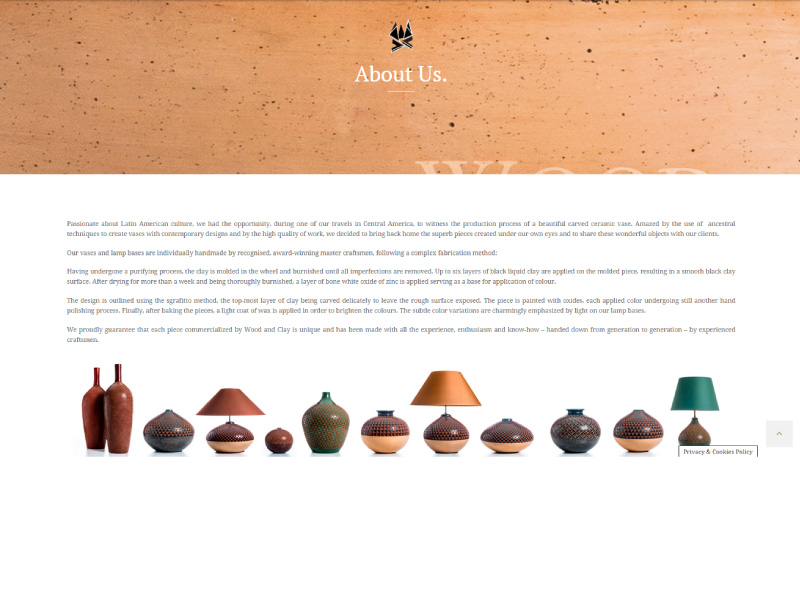 About Us.
WOOD
Passionate about Latin American culture, we had the opportunity, during one of our travels in Central America, to witness the production process of a beautiful carved ceramic vase. Amazed by the use of ancestral
techniques to create vases with contemporary designs and by the high quality of work, we decided to bring back home the superb pieces created under our own eyes and to share these wonderful objects with our clients.
Our vases and lamp bases are individually handmade by recognised, award-winning master craftsmen, following a complex fabrication method:
Having undergone a purifying process, the clay is molded in the wheel and burnished until all imperfections are removed. Up to six layers of black liquid clay are applied on the molded piece, resulting in a smooth black clay
surface. After drying for more than a week and being thoroughly burnished, a layer of bone white oxide of zinc is applied serving as a base for application of colour.
The design is outlined using the sgrafitto method, the top-most layer of clay being carved delicately to leave the rough surface exposed. The piece is painted with oxides, each applied color undergoing still another hand
polishing process. Finally, after baking the pieces, a light coat of wax is applied in order to brighten the colours. The subtle color variations are charmingly emphasized by light on our lamp bases.
We proudly guarantee that each piece commercialized by Wood and Clay is unique and has been made with all the experience, enthusiasm and know-how – handed down from generation to generation – by experienced
craftsmen.
Privacy & Cookies Policy